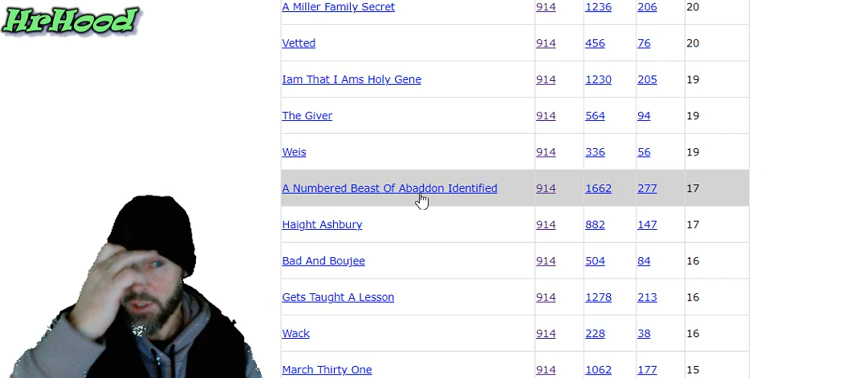 HrHood
A Miller Family Secret 914 1236 206 20
Vetted 914 456 76 20
Iam That I Ams Holy Gene 914 1230 205 19
The Giver 914 564 94 19
Weis 914 336 56 19
A Numbered Beast Of Abaddon Identified 914 1662 277 17
Haight Ashbury 914 882 147 17
Bad And Boujee 914 504 84 16
Gets Taught A Lesson 914 1278 213 16
Wack 914 228 38 16
March Thirty One 914 1062 177 15